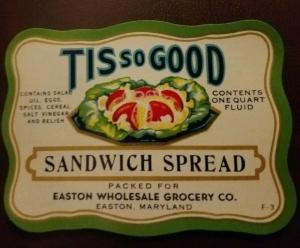 TIS SO GOOD
CONTAINS SALAD
OIL, EGGS,
SPICES, CEREAL,
SALT VINEGAR
AND RELISH
CONTENTS
ONE QUART
FLUID
SANDWICH SPREAD
PACKED FOR
EASTON WHOLESALE GROCERY CO.
EASTON, MARYLAND
F-3